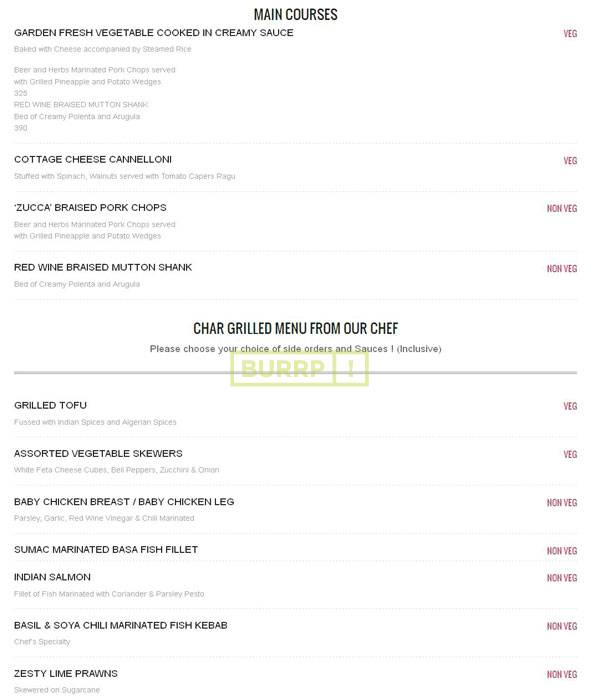 MAIN COURSES
GARDEN FRESH VEGETABLE COOKED IN CREAMY SAUCE VEG
Baked with Cheese accompanied by Steamed Rice
Beer and Herbs Marinated Pork Chops served
with Grilled Pineapple and Potato Wedges
325
RED WINE BRAISED MUTTON SHANK
Bed of Creamy Polenta and Arugula
390
COTTAGE CHEESE CANNELLONI VEG
Stuffed with Spinach, Walnuts served with Tomato Capers Ragu
'ZUCCA' BRAISED PORK CHOPS NON VEG
Beer and Herbs Marinated Pork Chops served
with Grilled Pineapple and Potato Wedges
RED WINE BRAISED MUTTON SHANK NON VEG
Bed of Creamy Polenta and Arugula
CHAR GRILLED MENU FROM OUR CHEF
Please choose your choice of side orders and Sauces ! (Inclusive)
BURRP !
GRILLED TOFU VEG
Fussed with Indian Spices and Algerian Spices
ASSORTED VEGETABLE SKEWERS VEG
White Feta Cheese Cubes, Bell Peppers, Zucchini & Onion
BABY CHICKEN BREAST / BABY CHICKEN LEG NON VEG
Parsley, Garlic, Red Wine Vinegar & Chili Marinated
SUMAC MARINATED BASA FISH FILLET NON VEG
INDIAN SALMON NON VEG
Fillet of Fish Marinated with Coriander & Parsley Pesto
BASIL & SOYA CHILI MARINATED FISH KEBAB NON VEG
Chef's Specialty
ZESTY LIME PRAWNS NON VEG
Skewered on Sugarcane